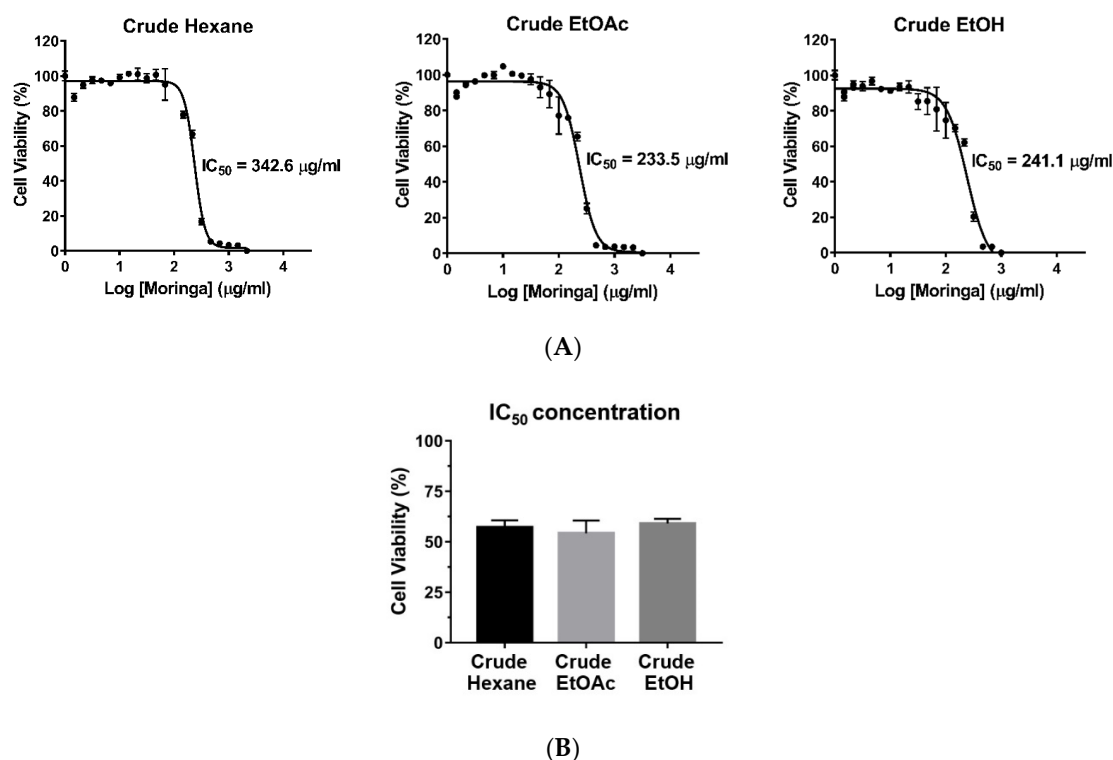 Crude Hexane
Cell Viability (%)
120
100
80
60
40
20
0
IC50 = 342.6 μg/ml
0 1 2 3 4
Log [Moringa] (μg/ml)
Crude EtOAc
Cell Viability (%)
120
100
80
60
40
20
0
IC50 = 233.5 μg/ml
0 1 2 3 4
Log [Moringa] (μg/ml)
Crude EtOH
Cell Viability (%)
120
100
80
60
40
20
0
IC50 = 241.1 μg/ml
0 1 2 3 4
Log [Moringa] (μg/ml)
(A)
IC50 concentration
Cell Viability (%)
100
75
50
25
0
Crude Hexane
Crude EtOAc
Crude EtOH
(B)